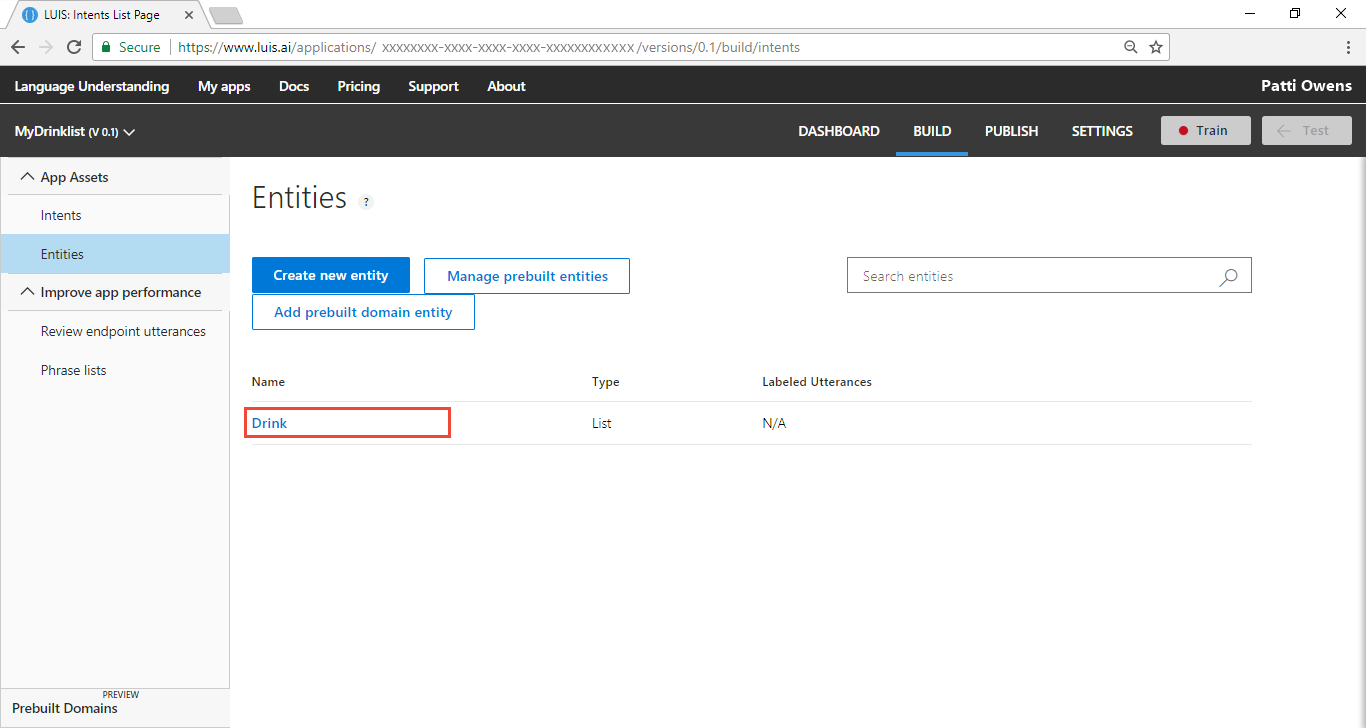 LUIS: Intents List Page
Secure https://www.luis.ai/applications/ xxxxxxxx-xxxx-xxxx-xxxx-xxxxxxxxxxxx/versions/0.1/build/intents
Language Understanding My apps Docs Pricing Support About Patti Owens
MyDrinklist (V 0.1) DASHBOARD BUILD PUBLISH SETTINGS Train Test
App Assets
Intents
Entities
Improve app performance
Review endpoint utterances
Phrase lists
PREVIEW
Prebuilt Domains
Entities ?
Create new entity Manage prebuilt entities Search entities
Add prebuilt domain entity
Name Type Labeled Utterances
Drink List N/A